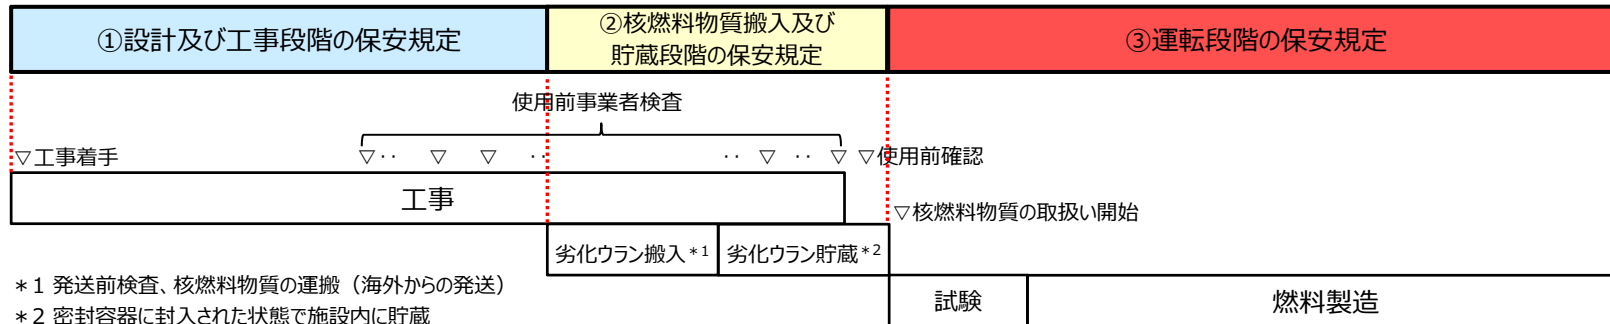 ①設計及び工事段階の保安規定
②核燃料物質搬入及び
貯蔵段階の保安規定
③運転段階の保安規定
使用前事業者検査
▽工事着手
▽‥ ▽ ▽ ‥ ‥ ▽ ‥ ▽ ▽使用前確認
工事
▽核燃料物質の取扱い開始
劣化ウラン搬入*1
劣化ウラン貯蔵*2
*1 発送前検査、核燃料物質の運搬（海外からの発送）
*2 密封容器に封入された状態で施設内に貯蔵
試験
燃料製造